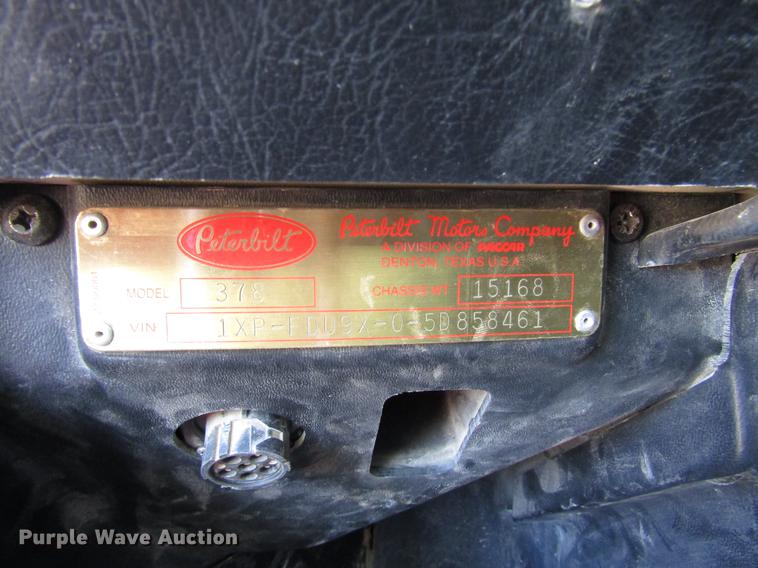 Peterbilt
Peterbilt Motors Company
A DIVISION OF PACCAR
DENTON, TEXAS U.S.A.
MODEL 378 CHASSIS WT 15168
VIN 1XP-FDU9X-0-5D858461
Purple Wave Auction